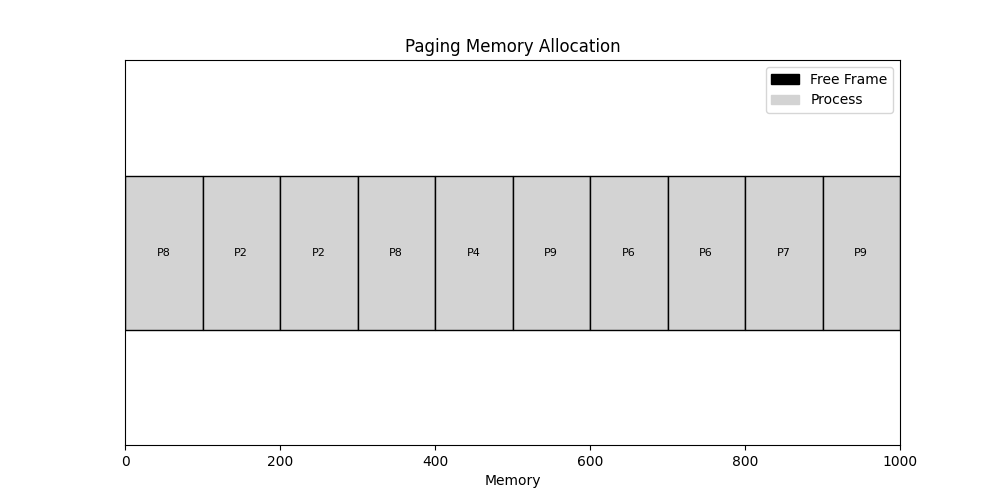 Paging Memory Allocation
Free Frame
Process
P8 P2 P2 P8 P4 P9 P6 P6 P7 P9
0 200 400 600 800 1000
Memory